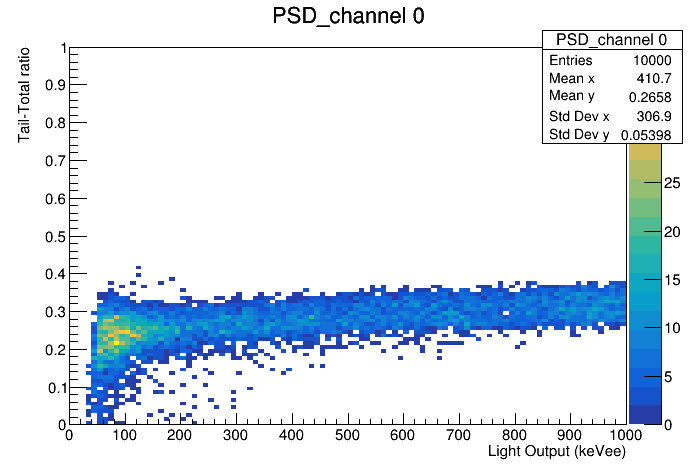 PSD_channel 0
PSD_channel 0
Entries 10000
Mean x 410.7
Mean y 0.2658
Std Dev x 306.9
Std Dev y 0.05398
Tail-Total ratio
1
0.9
0.8
0.7
0.6
0.5
0.4
0.3
0.2
0.1
0
25
20
15
10
5
0
0 100 200 300 400 500 600 700 800 900 1000
Light Output (keVee)